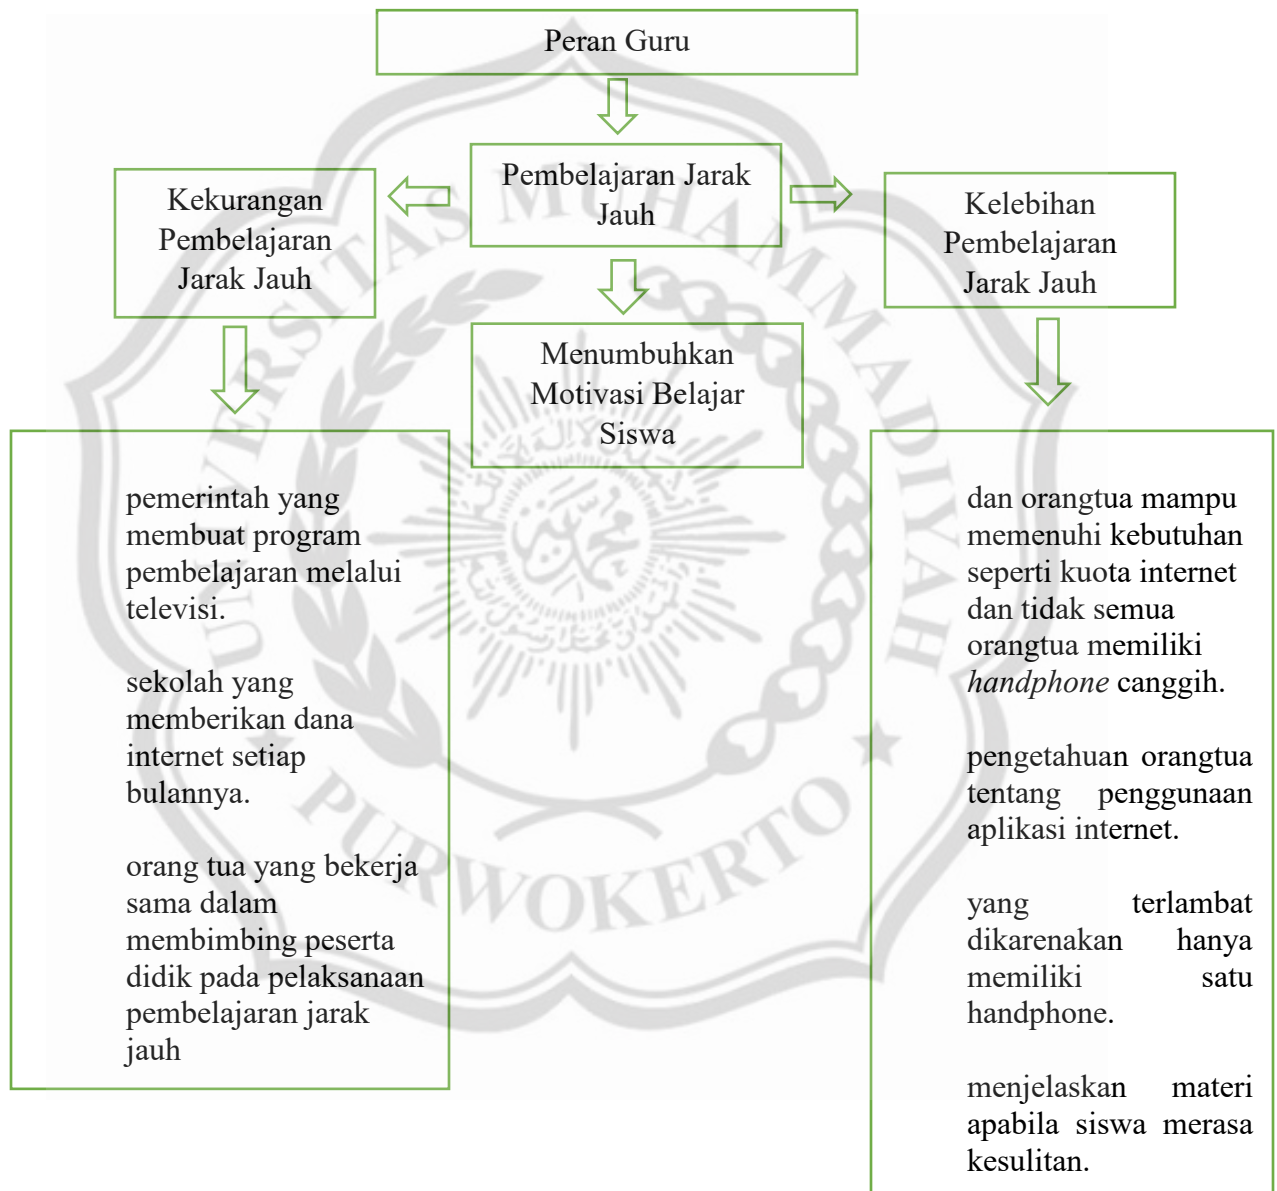 Peran Guru
Pembelajaran Jarak
Jauh
Kekurangan
Pembelajaran
Jarak Jauh
Kelebihan
Pembelajaran
Jarak Jauh
Menumbuhkan
Motivasi Belajar
Siswa
pemerintah yang
membuat program
pembelajaran melalui
televisi.
sekolah yang
memberikan dana
internet setiap
bulannya.
orang tua yang bekerja
sama dalam
membimbing peserta
didik pada pelaksanaan
pembelajaran jarak
jauh
dan orangtua mampu
memenuhi kebutuhan
seperti kuota internet
dan tidak semua
orangtua memiliki
handphone canggih.
pengetahuan orangtua
tentang penggunaan
aplikasi internet.
yang terlambat
dikarenakan hanya
memiliki satu
handphone.
menjelaskan materi
apabila siswa merasa
kesulitan.
UNIVERSITAS MUHAMMADIYAH
PURWOKERTO